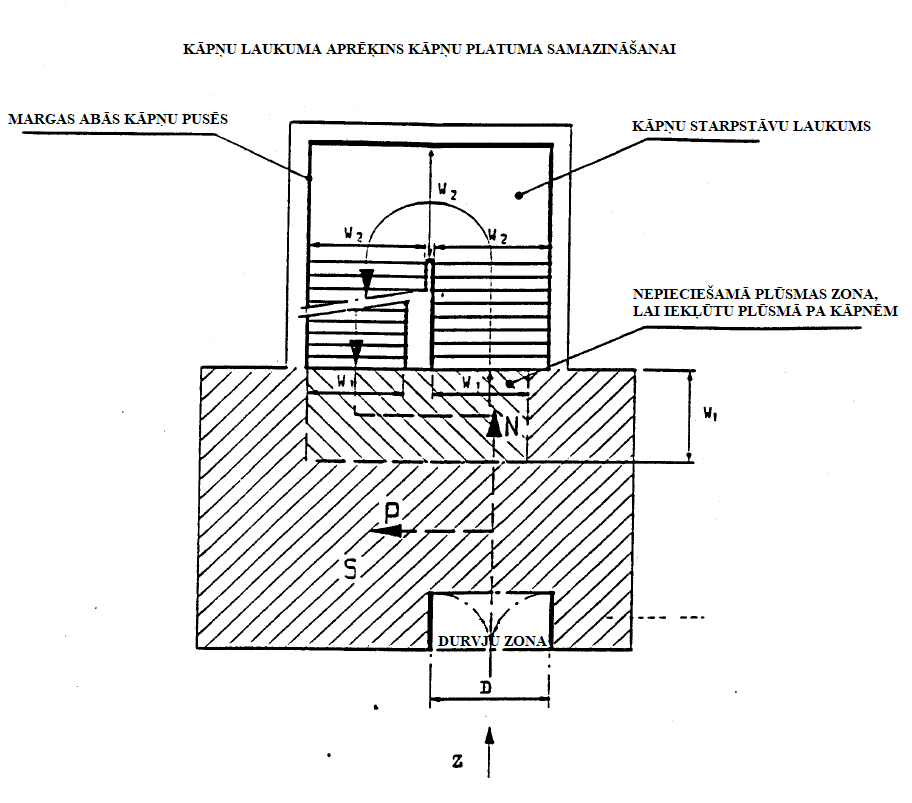 KĀPŅU LAUKUMA APRĒĶINS KĀPŅU PLATUMA SAMAZINĀŠANAI
MARGAS ABĀS KĀPŅU PUSĒS
KĀPŅU STARPSTĀVU LAUKUMS
W2
W2
W2
NEPIECIEŠAMĀ PLŪSMAS ZONA,
LAI IEKĻŪTU PLŪSMĀ PA KĀPNĒM
W1
W1
W1
N
P
S
DURVJU ZONA
D
Z